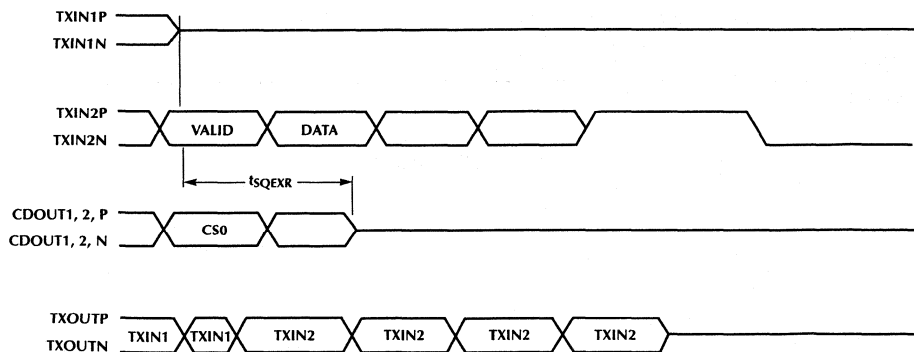 TXIN1P
TXIN1N
TXIN2P
TXIN2N
VALID DATA
tSQEXR
CDOUT1, 2, P
CDOUT1, 2, N
CS0
TXOUTP
TXOUTN
TXIN1 TXIN1 TXIN2 TXIN2 TXIN2 TXIN2